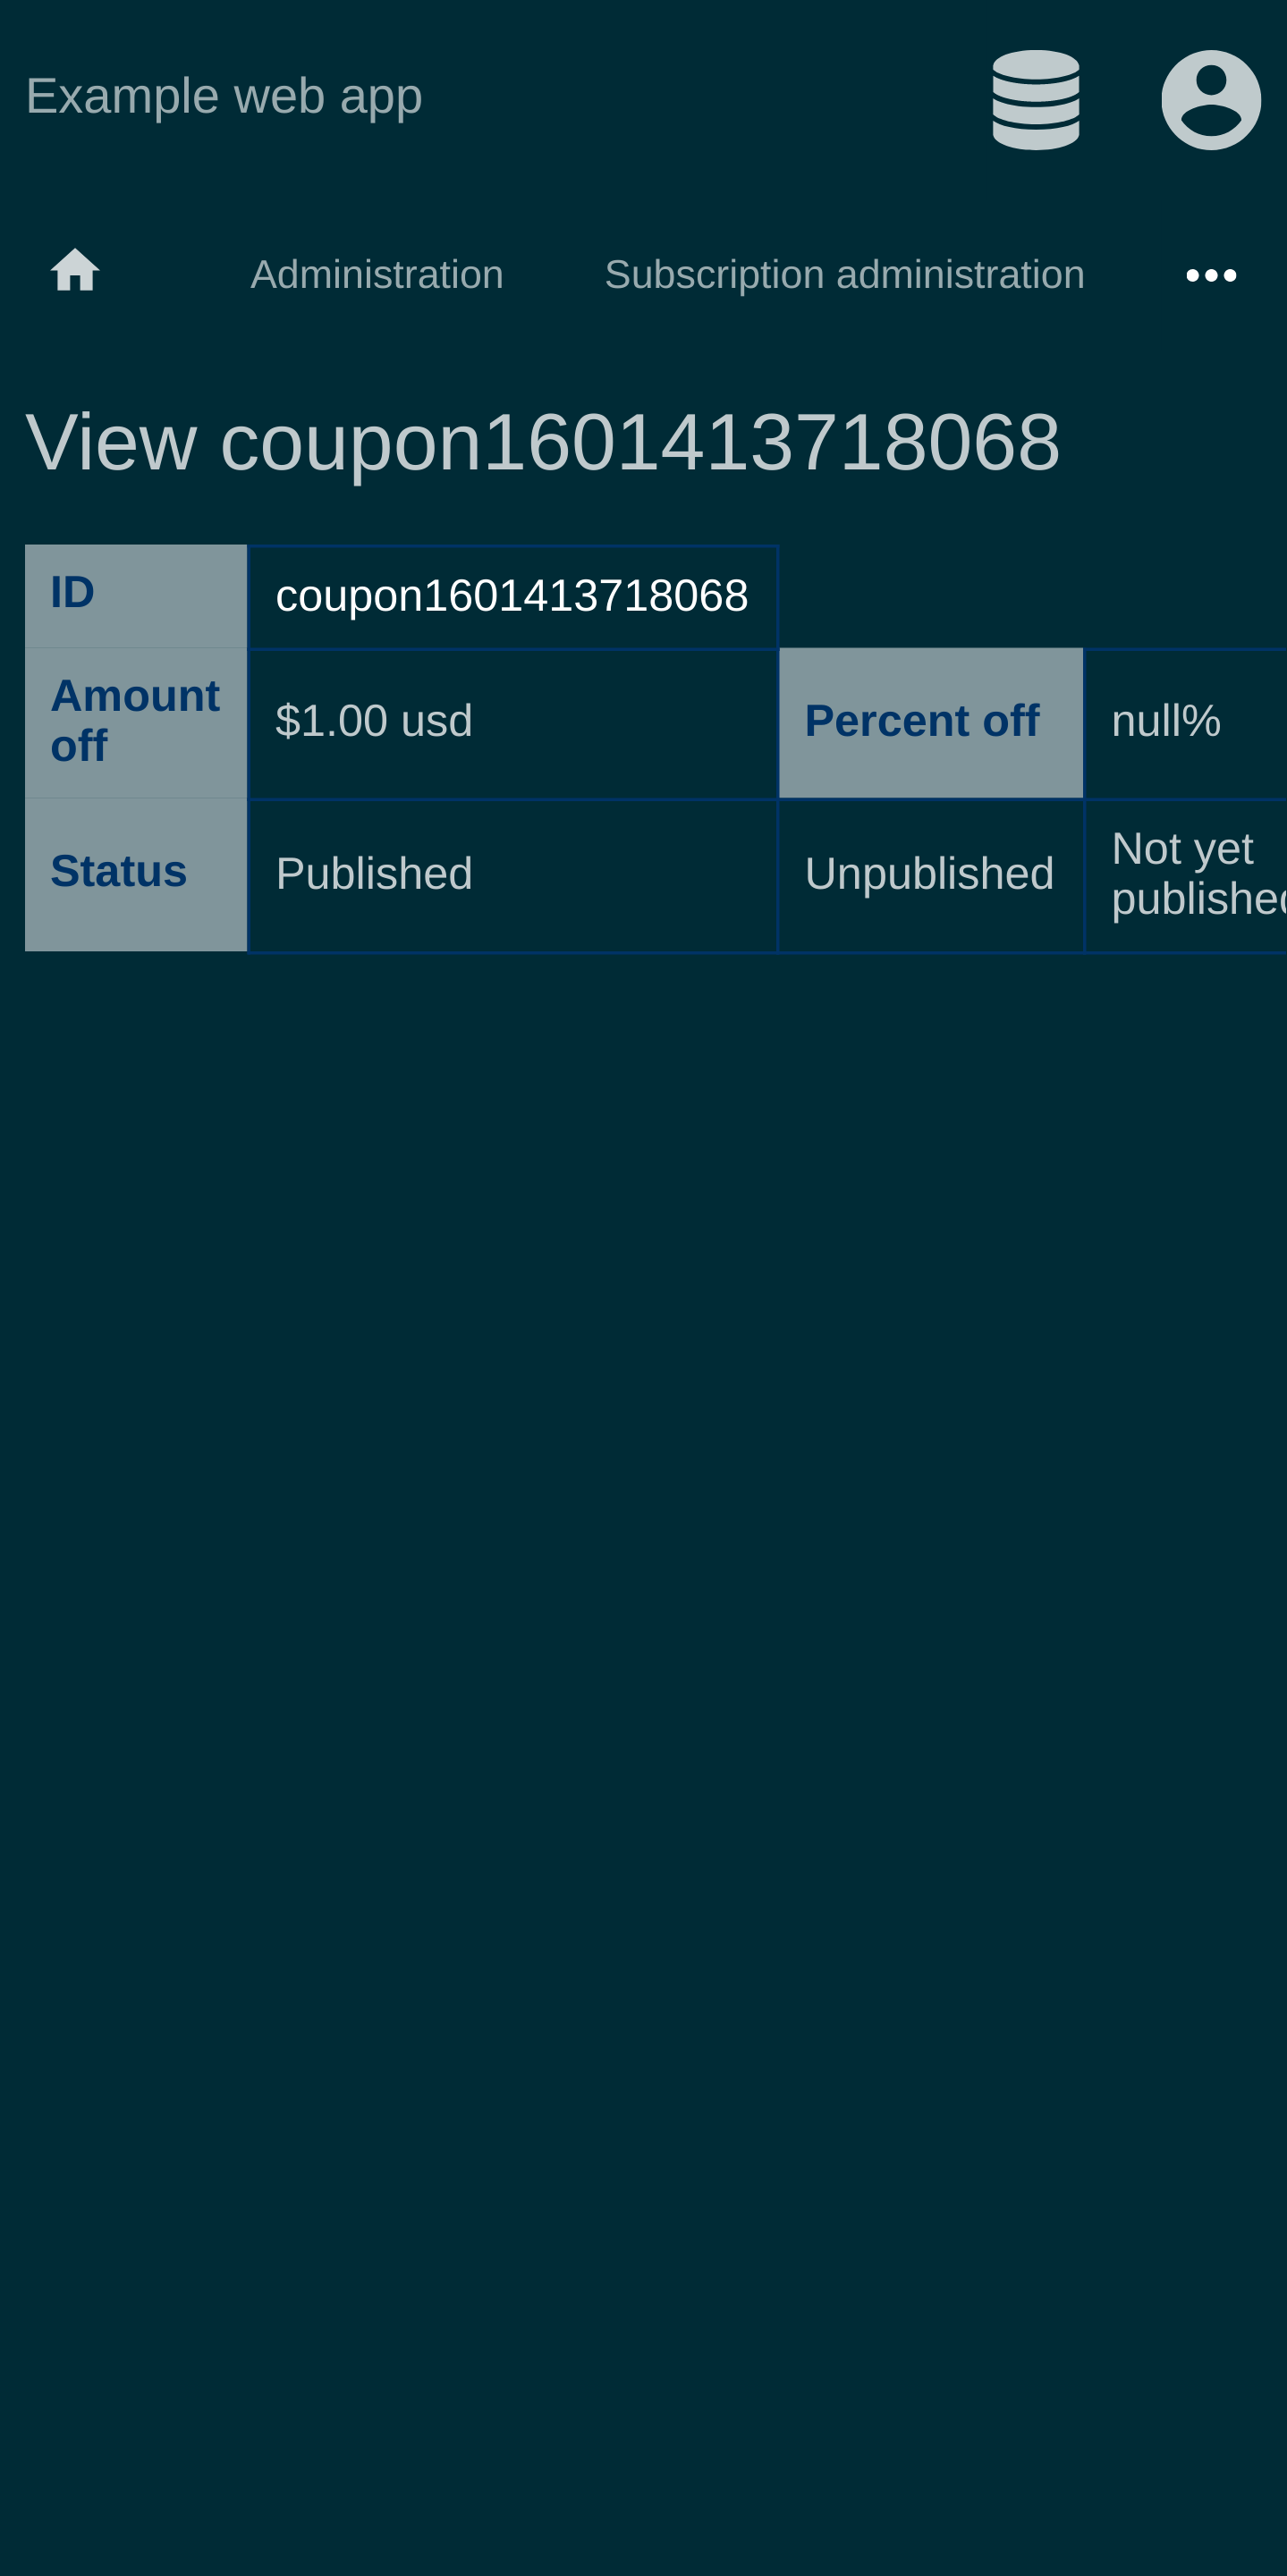 Example web app
Administration Subscription administration
View coupon1601413718068
ID coupon1601413718068
Amount off $1.00 usd Percent off null%
Status Published Unpublished Not yet published